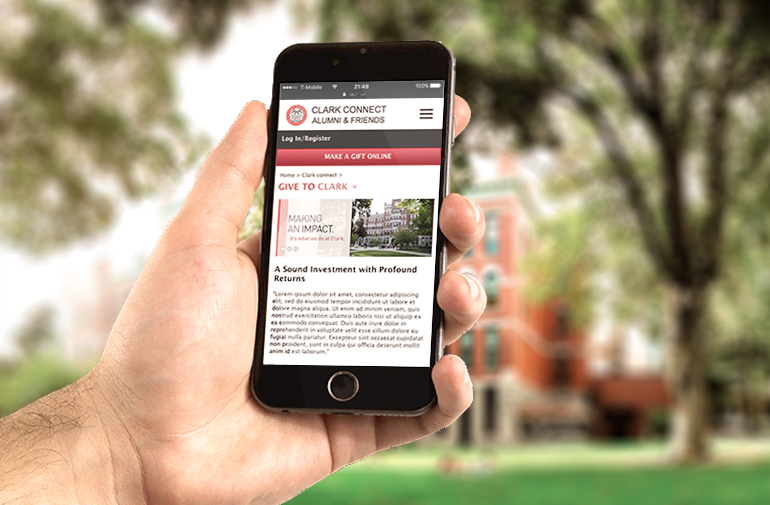 T-Mobile 21:49 100%
CLARK CONNECT
ALUMNI & FRIENDS
Log In/Register
MAKE A GIFT ONLINE
Home > Clark connect >
GIVE TO CLARK
MAKING
AN IMPACT.
It's what we do at Clark.
A Sound Investment with Profound
Returns
"Lorem ipsum dolor sit amet, consectetur adipiscing
elit, sed do eiusmod tempor incididunt ut labore et
dolore magna aliqua. Ut enim ad minim veniam, quis
nostrud exercitation ullamco laboris nisi ut aliquip ex
ea commodo consequat. Duis aute irure dolor in
reprehenderit in voluptate velit esse cillum dolore eu
fugiat nulla pariatur. Excepteur sint occaecat cupidatat
non proident, sunt in culpa qui officia deserunt mollit
anim id est laborum."